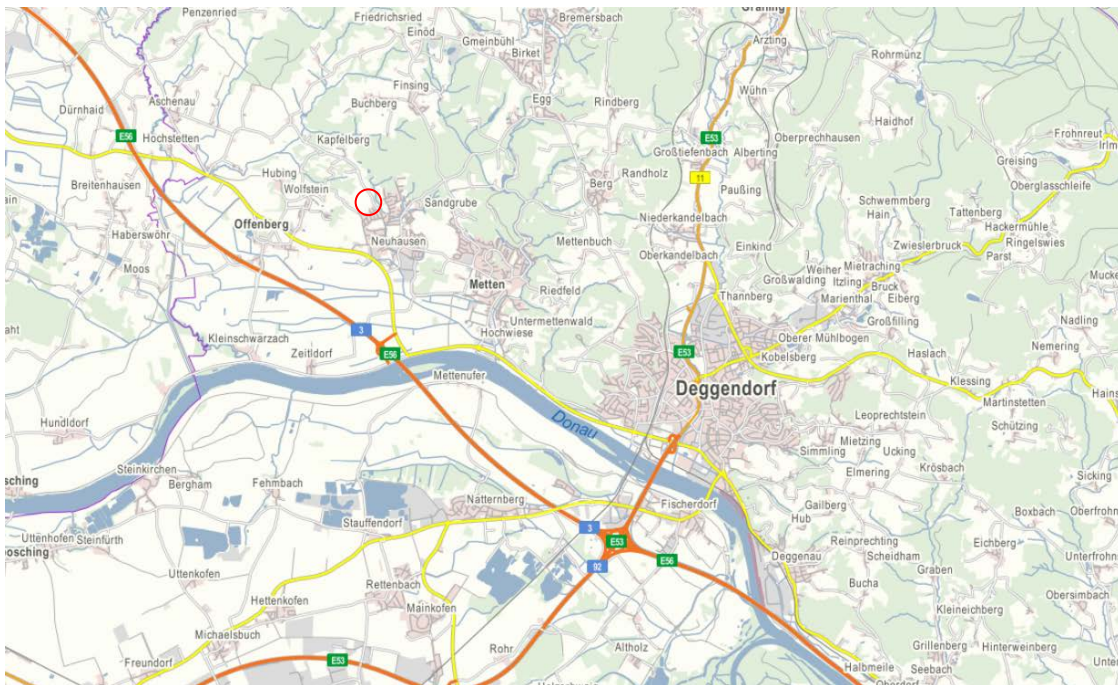 Penzenried
Friedrichsried
Bremersbach
Graning
Einöd
Gmeinbühl
Birket
Arzting
Rohrmünz
Finsing
Wühn
Aschenau
Buchberg
Egg
Rindberg
Dürnhaid
Haidhof
E56
Hochstetten
Kapfelberg
E53
Oberprechhausen
Frohnreut
Großtiefenbach
Alberting
Greising
Hubing
Randholz
11
Breitenhausen
Wolfstein
Berg
Paußing
Oberglasschleife
Sandgrube
Schwemmberg
Offenberg
Niederkandelbach
Hain
Tattenberg
Haberswöhr
Neuhausen
Mettenbuch
Einkind
Hackermühle
Zwieslerbruck
Ringelswies
Oberkandelbach
Parst
Moos
Weiher
Mietraching
Großwalding
Itzling
Metten
Riedfeld
Bruck
Thannberg
Marienthal
Eiberg
Untermettenwald
Großfilling
Nadling
3
Hochwiese
Kleinschwarzach
Oberer Mühlbogen
Zeitldorf
E56
E53
Kobelsberg
Haslach
Nemering
Mettenufer
Klessing
Deggendorf
Martinstetten
Hundldorf
Donau
Leoprechtstein
Schützing
Mietzing
Simmling
Ucking
Steinkirchen
Krösbach
Elmering
Sicking
Bergham
Fehmbach
Natternberg
Fischerdorf
Gailberg
Boxbach
Stauffendorf
Hub
3
Uttenhofen
Steinfürth
E53
Reinprechting
Eichberg
Deggenau
Scheidham
E56
92
Uttenkofen
Rettenbach
Graben
Bucha
Hettenkofen
Mainkofen
Obersimbach
Kleineichberg
Michaelsbuch
Rohr
Altholz
Grillenberg
Hinterweinberg
Freundorf
E53
Halbmeile
Seebach